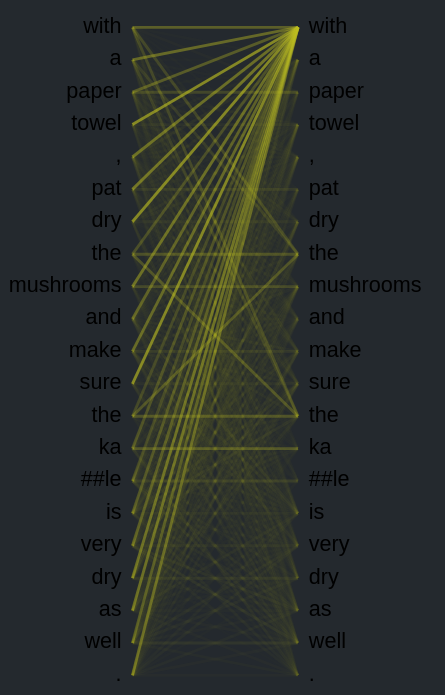 with with
a a
paper paper
towel towel
, ,
pat pat
dry dry
the the
mushrooms mushrooms
and and
make make
sure sure
the the
ka ka
##le ##le
is is
very very
dry dry
as as
well well
. .